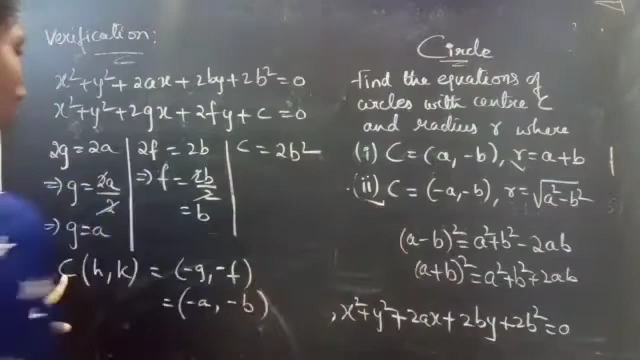 Verification:
x²+y²+2ax+2by+2b²=0
x²+y²+2gx+2fy+c=0
2g=2a
⇒ g=2a/2
⇒ g=a
2f=2b
⇒ f=2b/2
=b
c=2b²
C(h,k) = (-g,-f)
= (-a,-b)
Circle
Find the equations of
circles with centre C
and radius r where
(i) C=(a,-b), r=a+b
(ii) C=(-a,-b), r=√(a²-b²)
(a-b)²=a²+b²-2ab
(a+b)²=a²+b²+2ab
x²+y²+2ax+2by+2b²=0